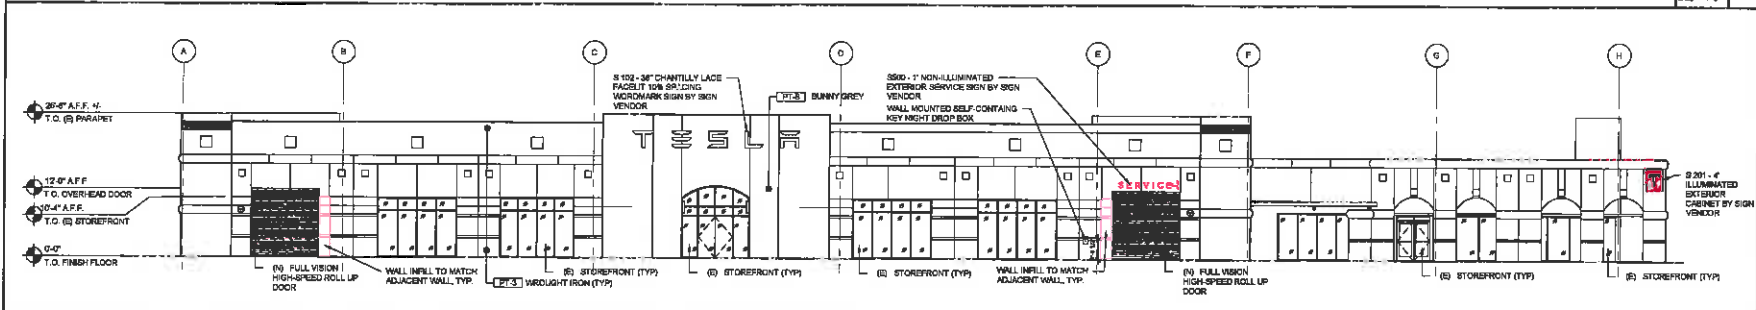 A B C D E F G H
S 102 - 36" CHANTILLY LACE
FACELIT 10% SPACING
WORDMARK SIGN BY SIGN
VENDOR
PT-5 BUNNY GREY
S500 - 1' NON-ILLUMINATED
EXTERIOR SERVICE SIGN BY SIGN
VENDOR
WALL MOUNTED SELF-CONTAING
KEY NIGHT DROP BOX
26'-6" A.F.F. +/-
T.O. (E) PARAPET
TESLA
12'-0" A.F.F
T.O. OVERHEAD DOOR
SERVICE
S 201 - 4'
ILLUMINATED
EXTERIOR
CABINET BY SIGN
VENDOR
10'-4" A.F.F.
T.O. (E) STOREFRONT
0'-0"
T.O. FINISH FLOOR
(N) FULL VISION
HIGH-SPEED ROLL UP
DOOR
WALL INFILL TO MATCH
ADJACENT WALL, TYP.
PT-3 WROUGHT IRON (TYP)
(E) STOREFRONT (TYP)
(E) STOREFRONT (TYP)
(E) STOREFRONT (TYP)
WALL INFILL TO MATCH
ADJACENT WALL, TYP.
(N) FULL VISION
HIGH-SPEED ROLL UP
DOOR
(E) STOREFRONT (TYP)
(E) STOREFRONT (TYP)